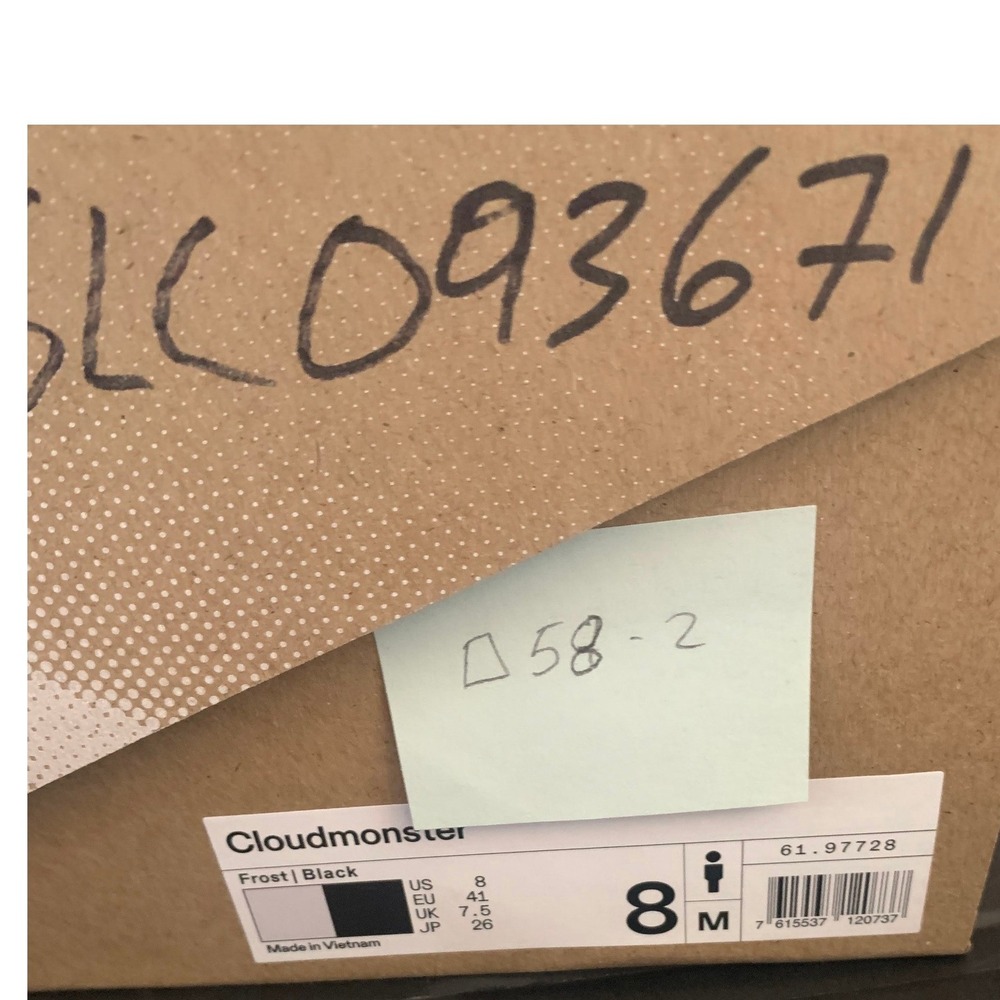 SLC093671
D58-2
Cloudmonster
61.97728
Frost | Black
US 8
EU 41
UK 7.5
JP 26
8
M
7 615537 120737
Made in Vietnam